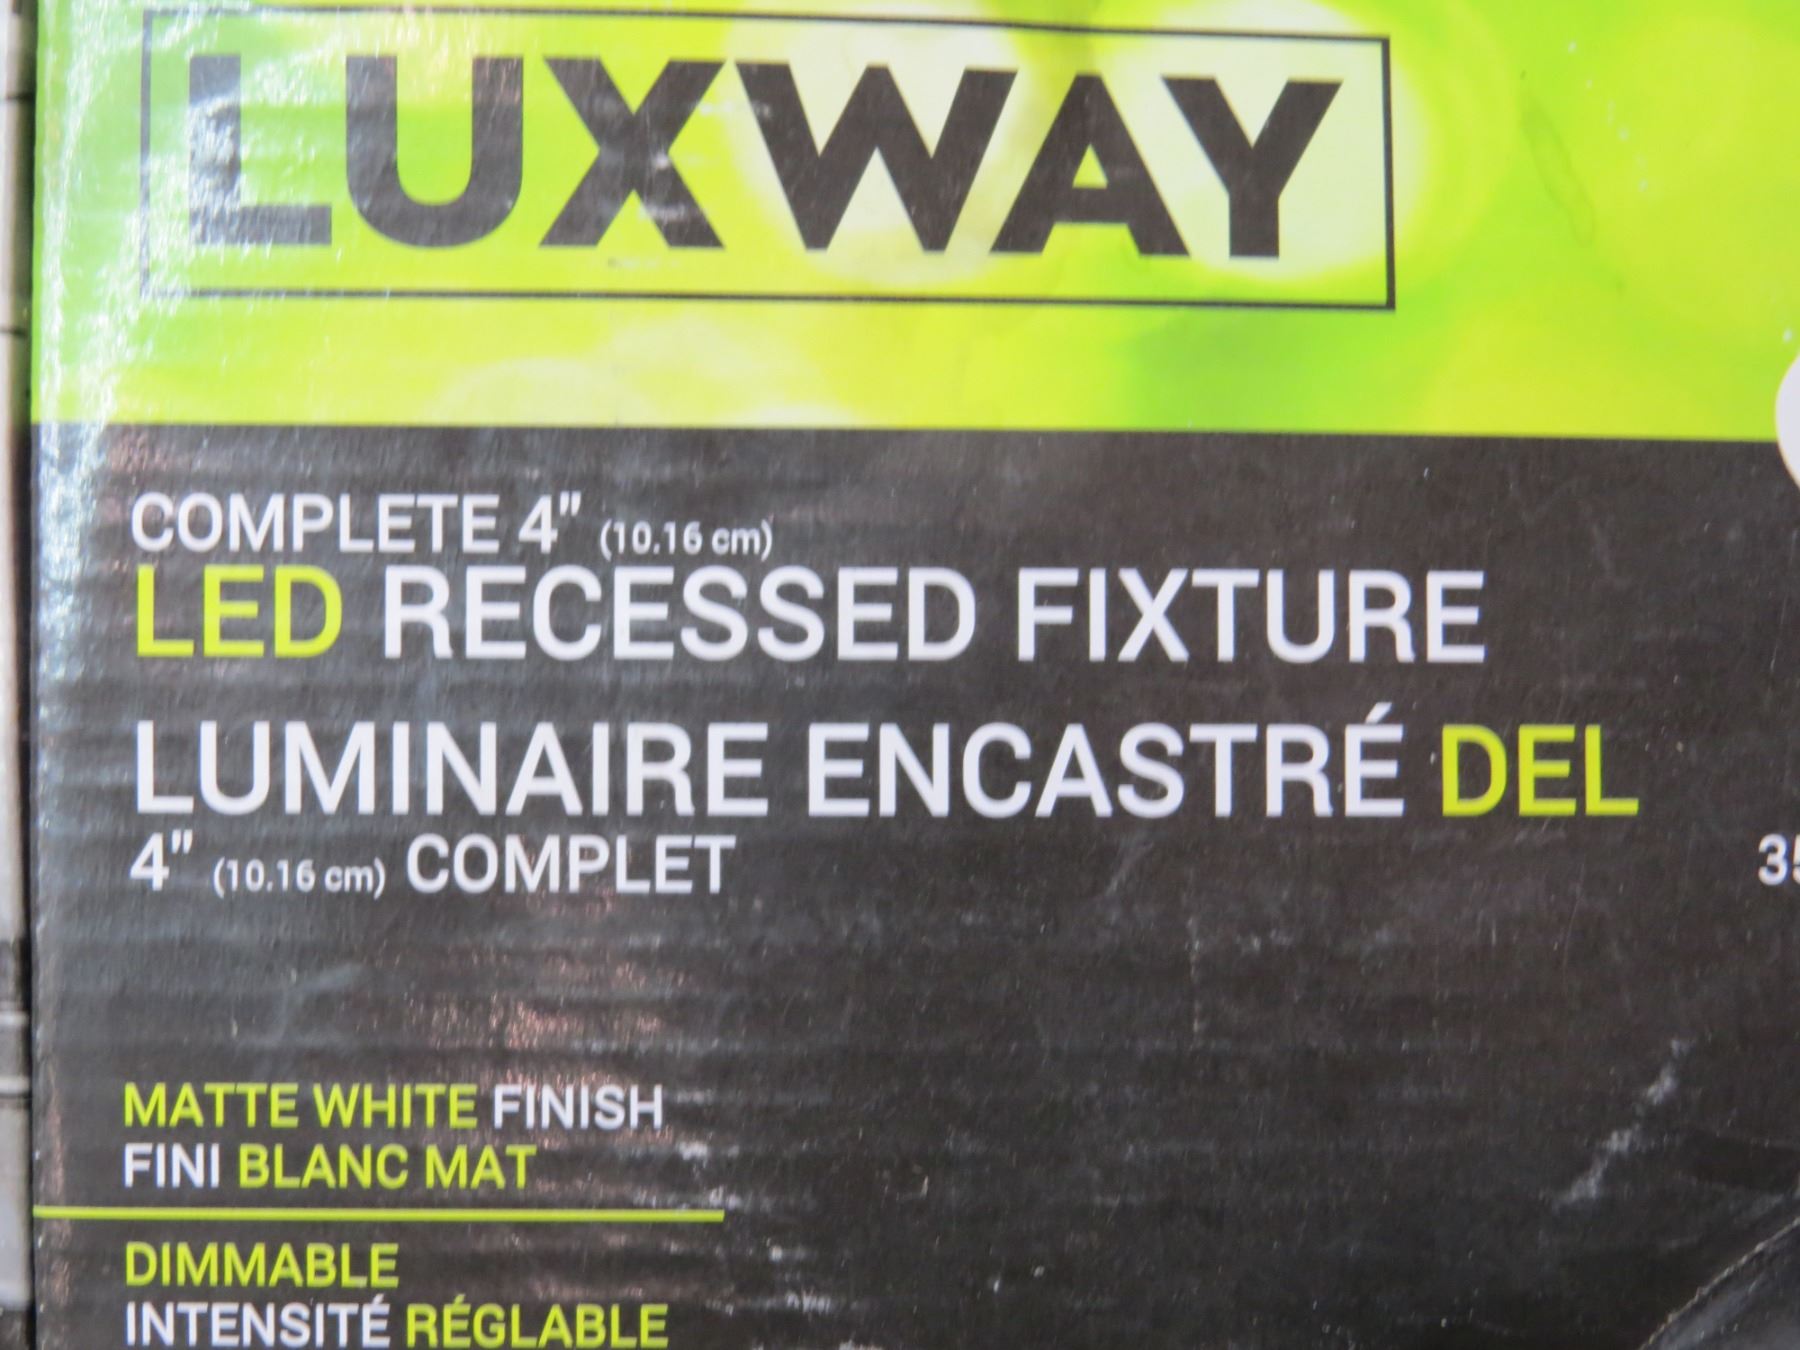 LUXWAY
COMPLETE 4" (10.16 cm)
LED RECESSED FIXTURE
LUMINAIRE ENCASTRÉ DEL
4" (10.16 cm) COMPLET
MATTE WHITE FINISH
FINI BLANC MAT
DIMMABLE
INTENSITÉ RÉGLABLE